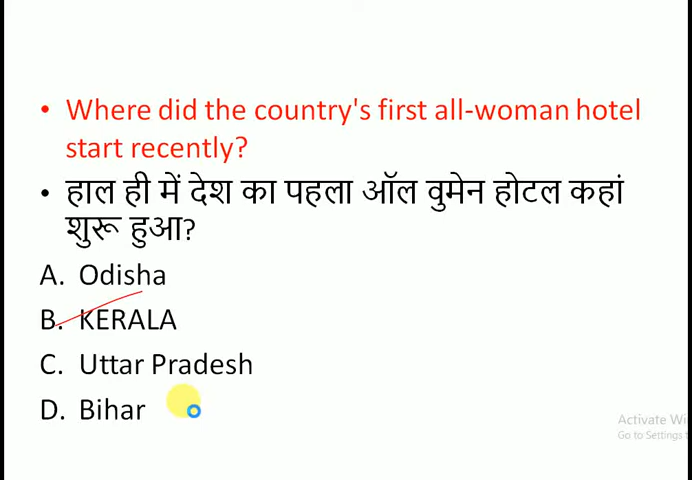 • Where did the country's first all-woman hotel
start recently?
• हाल ही में देश का पहला ऑल वुमेन होटल कहां
शुरू हुआ?
A. Odisha
B. KERALA
C. Uttar Pradesh
D. Bihar
Activate Wi
Go to Settings